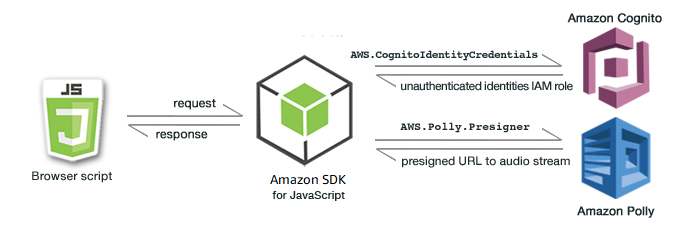 Amazon Cognito
AWS.CognitoIdentityCredentials
unauthenticated identities IAM role
JS
request
response
AWS.Polly.Presigner
presigned URL to audio stream
Browser script
Amazon SDK
for JavaScript
Amazon Polly